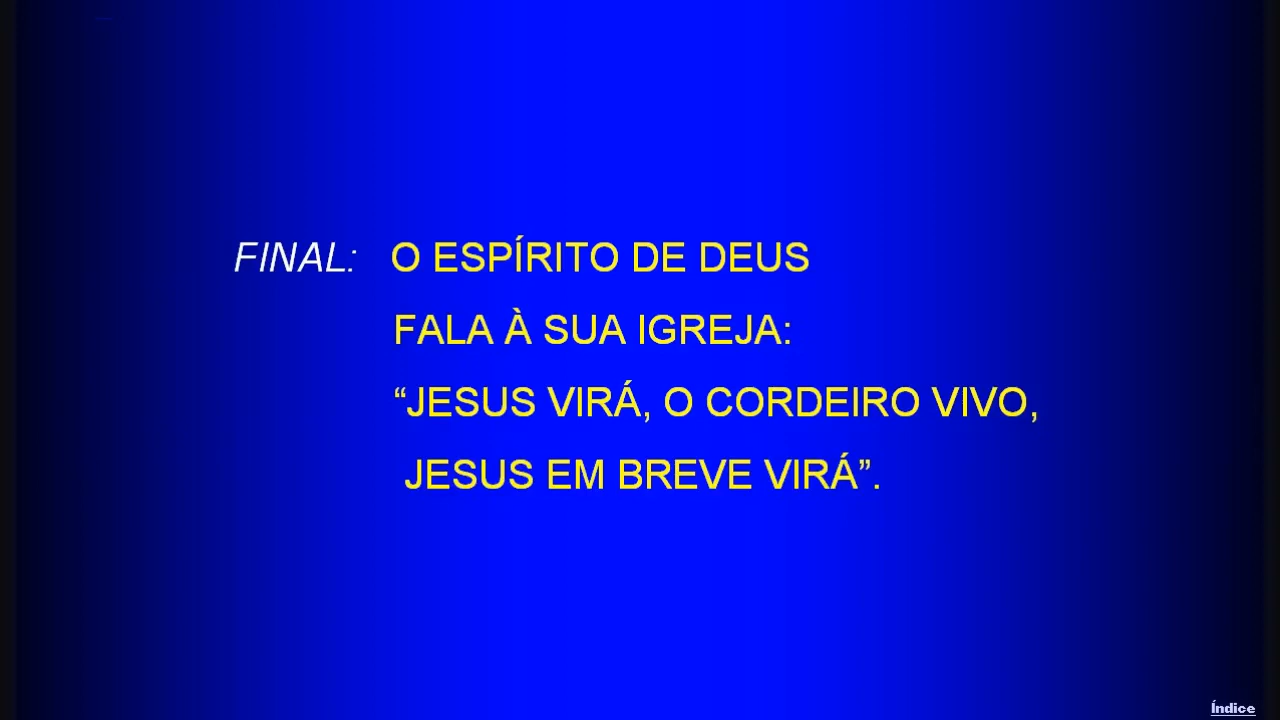 FINAL: O ESPÍRITO DE DEUS
FALA À SUA IGREJA:
“JESUS VIRÁ, O CORDEIRO VIVO,
JESUS EM BREVE VIRÁ”.
Índice